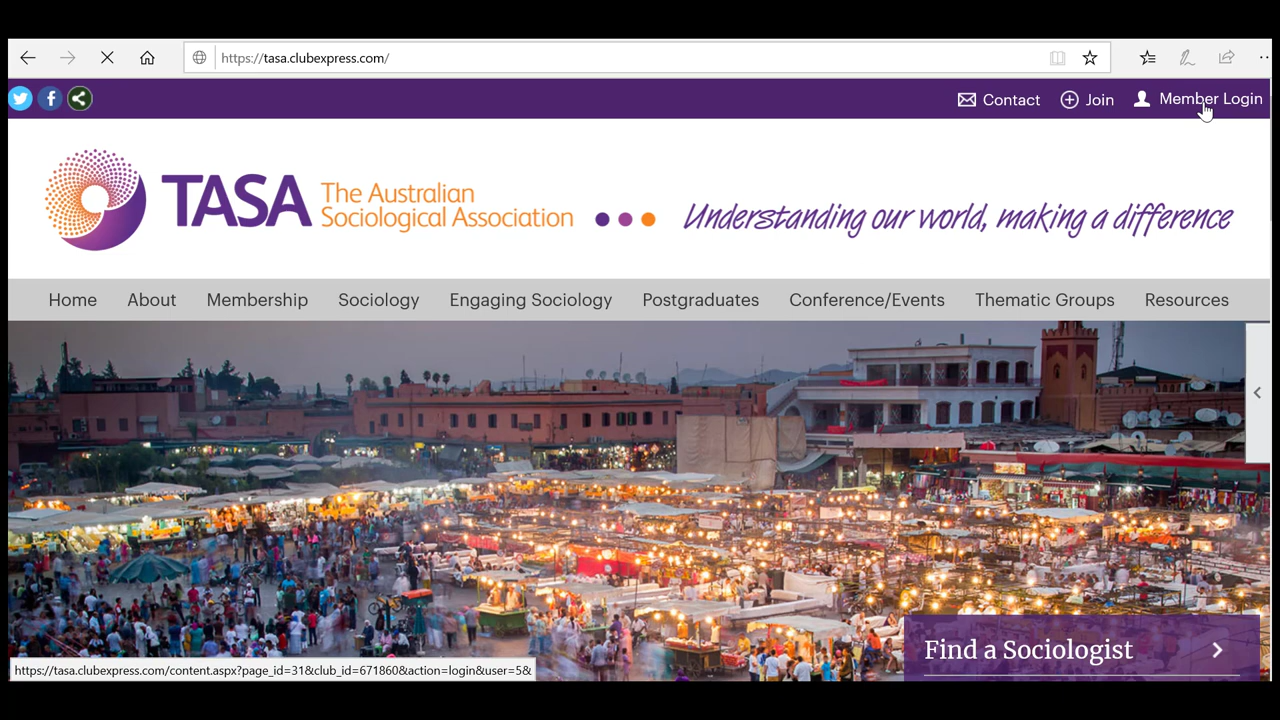 https://tasa.clubexpress.com/
Contact Join Member Login
TASA The Australian
Sociological Association
Understanding our world, making a difference
Home About Membership Sociology Engaging Sociology Postgraduates Conference/Events Thematic Groups Resources
Find a Sociologist
https://tasa.clubexpress.com/content.aspx?page_id=31&club_id=671860&action=login&user=5&